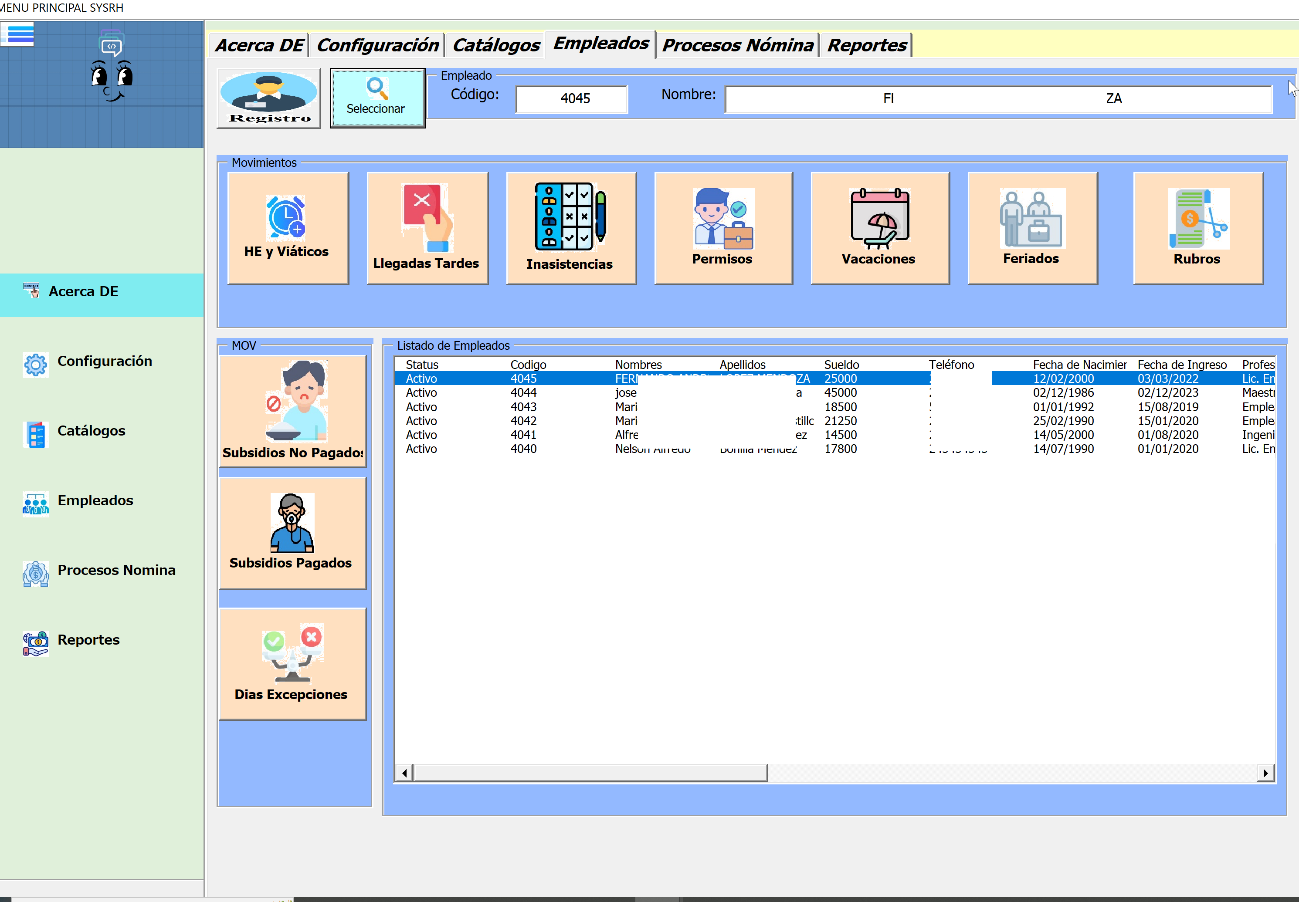 MENU PRINCIPAL SYSRH
Acerca DE Configuración Catálogos Empleados Procesos Nómina Reportes
Registro
Seleccionar
Empleado
Código: 4045 Nombre: FI ZA
Movimientos
HE y Viáticos
Llegadas Tardes
Inasistencias
Permisos
Vacaciones
Feriados
Rubros
Acerca DE
Configuración
Catálogos
Empleados
Procesos Nomina
Reportes
MOV
Subsidios No Pagados
Subsidios Pagados
Dias Excepciones
Listado de Empleados
Status Codigo Nombres Apellidos Sueldo Teléfono Fecha de Nacimier Fecha de Ingreso Profes
Activo 4045 25000 12/02/2000 03/03/2022 Lic. En
Activo 4044 jose a 45000 02/12/1986 02/12/2023 Maestr
Activo 4043 Mari 18500 01/01/1992 15/08/2019 Emple
Activo 4042 Mari stillc 21250 25/02/1990 15/01/2020 Emple
Activo 4041 Alfre ez 14500 14/05/2000 01/08/2020 Ingeni
Activo 4040 Nelson Alfredo Bonilla Mendez 17800 14/07/1990 01/01/2020 Lic. En